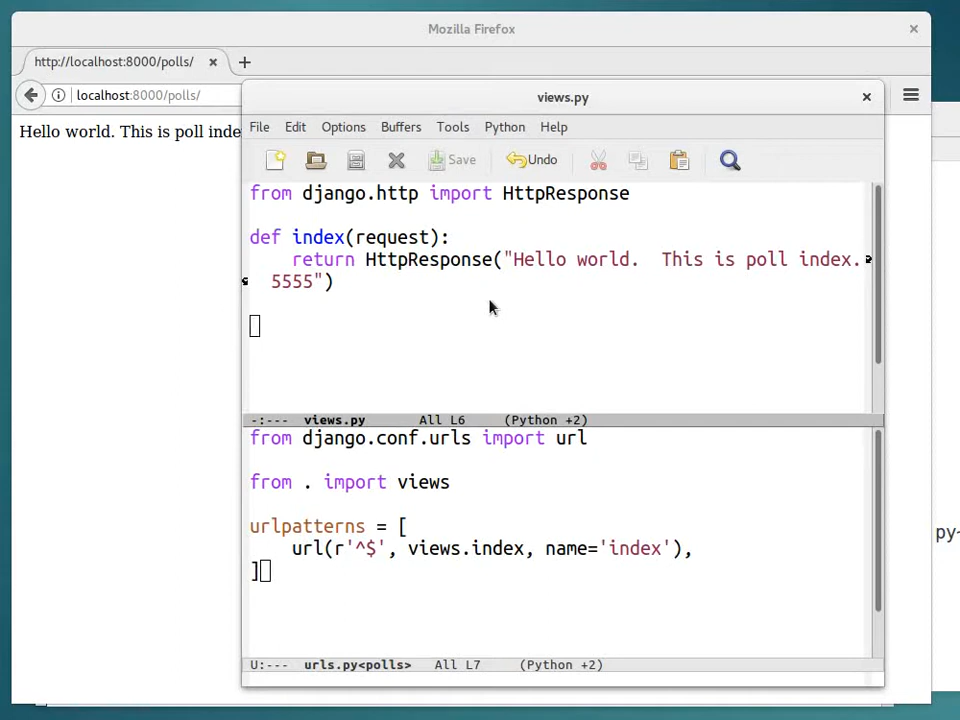 Mozilla Firefox
http://localhost:8000/polls/
localhost:8000/polls/
Hello world. This is poll inde
views.py
File Edit Options Buffers Tools Python Help
Save Undo
from django.http import HttpResponse
def index(request):
return HttpResponse("Hello world.  This is poll index.
5555")
-:--- views.py All L6 (Python +2)
from django.conf.urls import url
from . import views
urlpatterns = [
url(r'^$', views.index, name='index'),
]
U:--- urls.py<polls> All L7 (Python +2)
py~